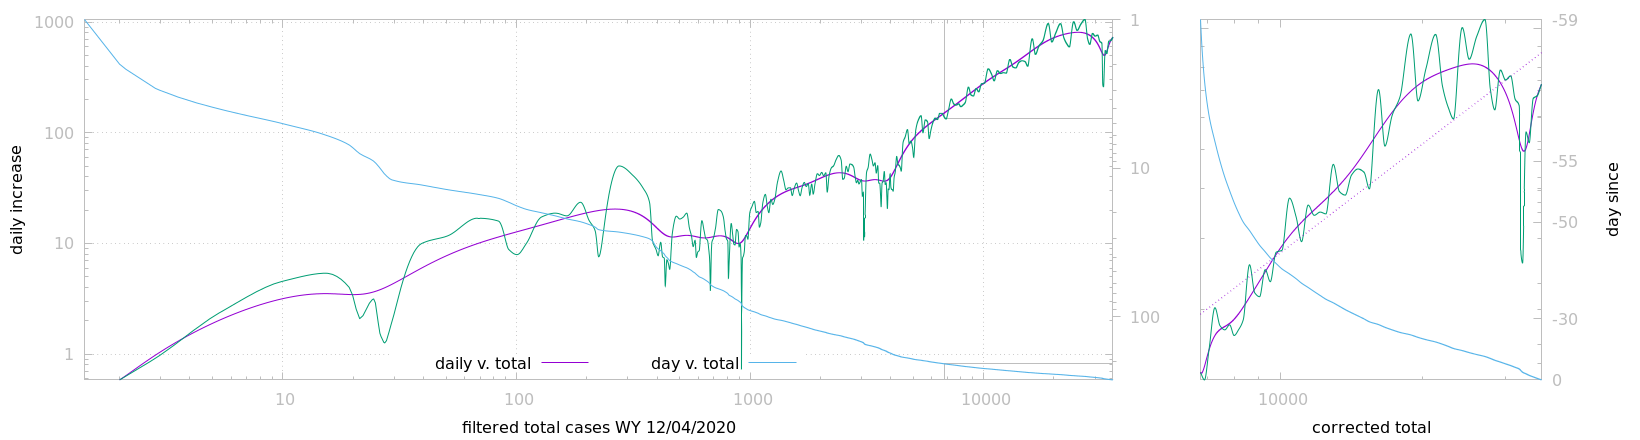 1000
100
10
1
daily increase
10
100
1000
10000
filtered total cases WY 12/04/2020
daily v. total
day v. total
1
10
100
10000
corrected total
-59
-55
-50
-30
0
day since